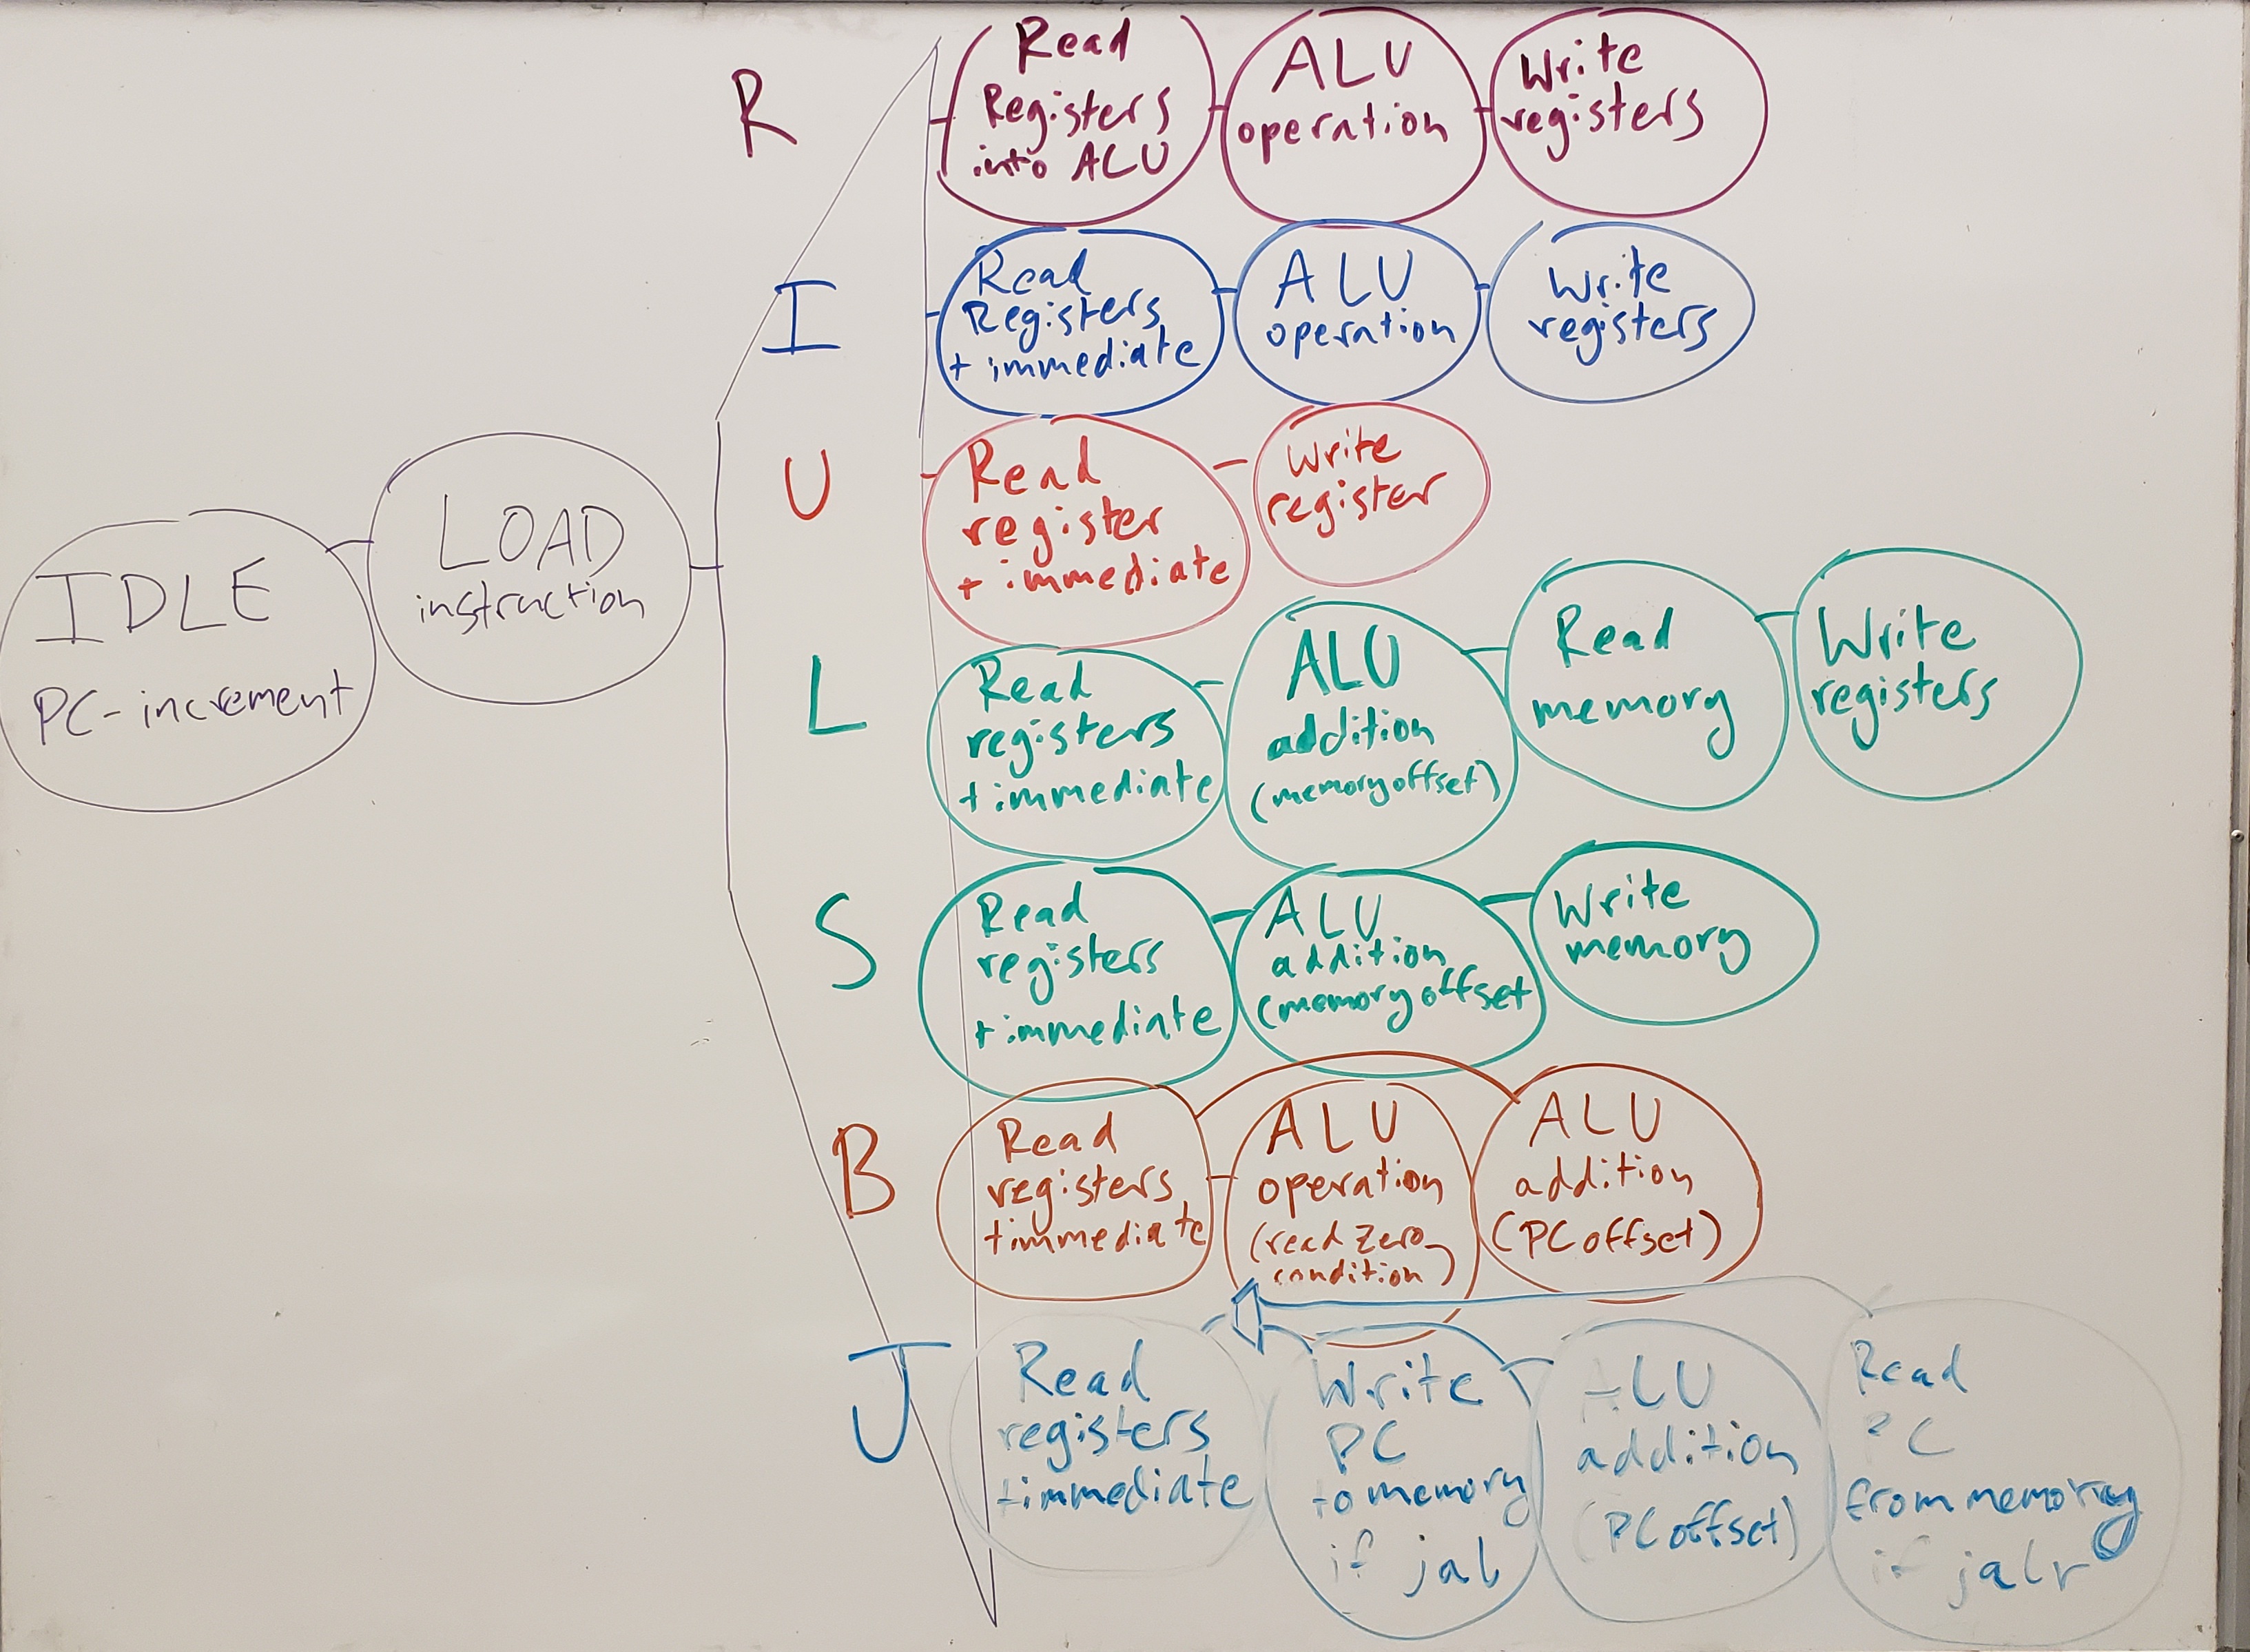 IDLE
PC-increment
LOAD
instruction
R
Read
Registers
into ALU
ALU
operation
Write
registers
I
Read
Registers
+ immediate
ALU
operation
Write
registers
U
Read
register
+ immediate
Write
register
L
Read
registers
+ immediate
ALU
addition
(memory offset)
Read
memory
Write
registers
S
Read
registers
+ immediate
ALU
addition
(memory offset
Write
memory
B
Read
registers
+ immediate
ALU
operation
(read zero
condition)
ALU
addition
(PC offset)
J
Read
registers
+ immediate
Write
PC
to memory
if jal
ALU
addition
(PC offset)
Read
PC
from memory
if jalr